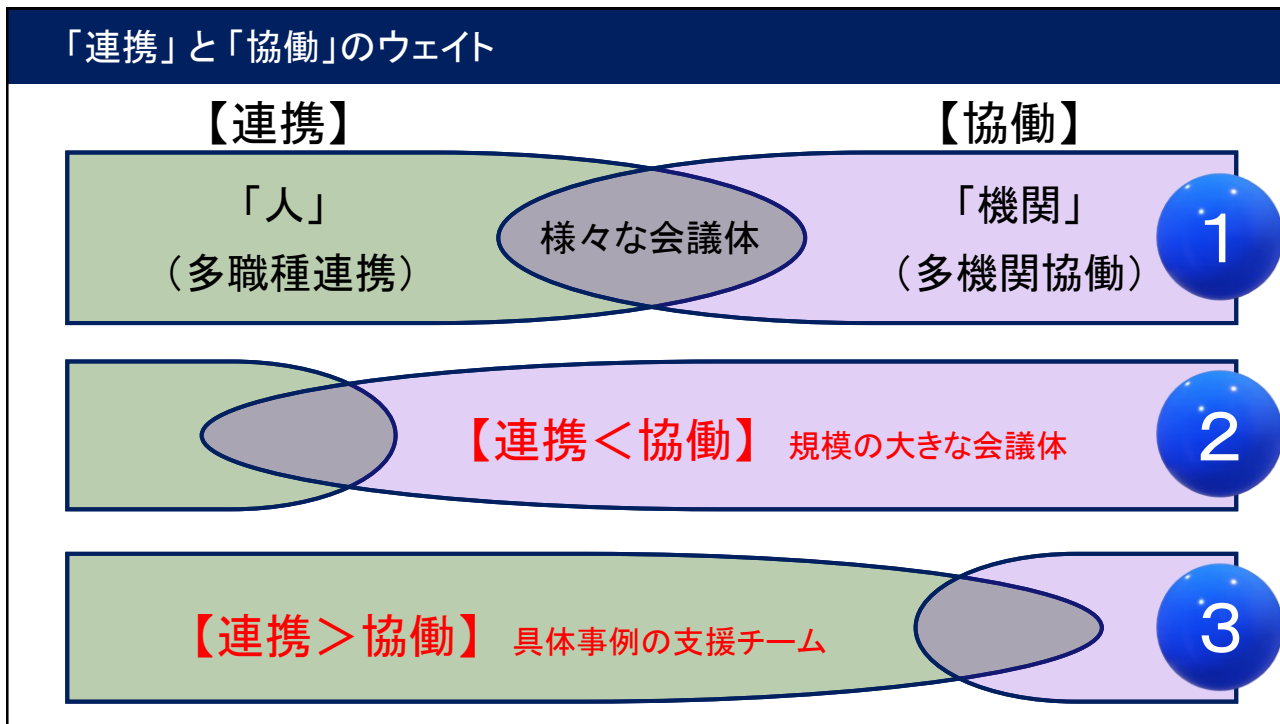 「連携」と「協働」のウェイト
【連携】
【協働】
「人」
(多職種連携)
様々な会議体
「機関」
(多機関協働)
1
【連携<協働】 規模の大きな会議体
2
【連携>協働】 具体事例の支援チーム
3